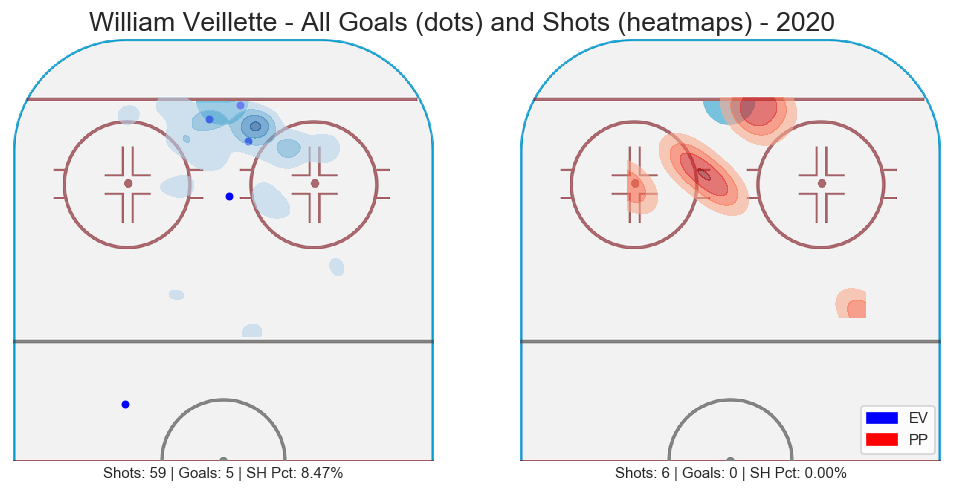 William Veillette - All Goals (dots) and Shots (heatmaps) - 2020
EV
PP
Shots: 59 | Goals: 5 | SH Pct: 8.47%
Shots: 6 | Goals: 0 | SH Pct: 0.00%